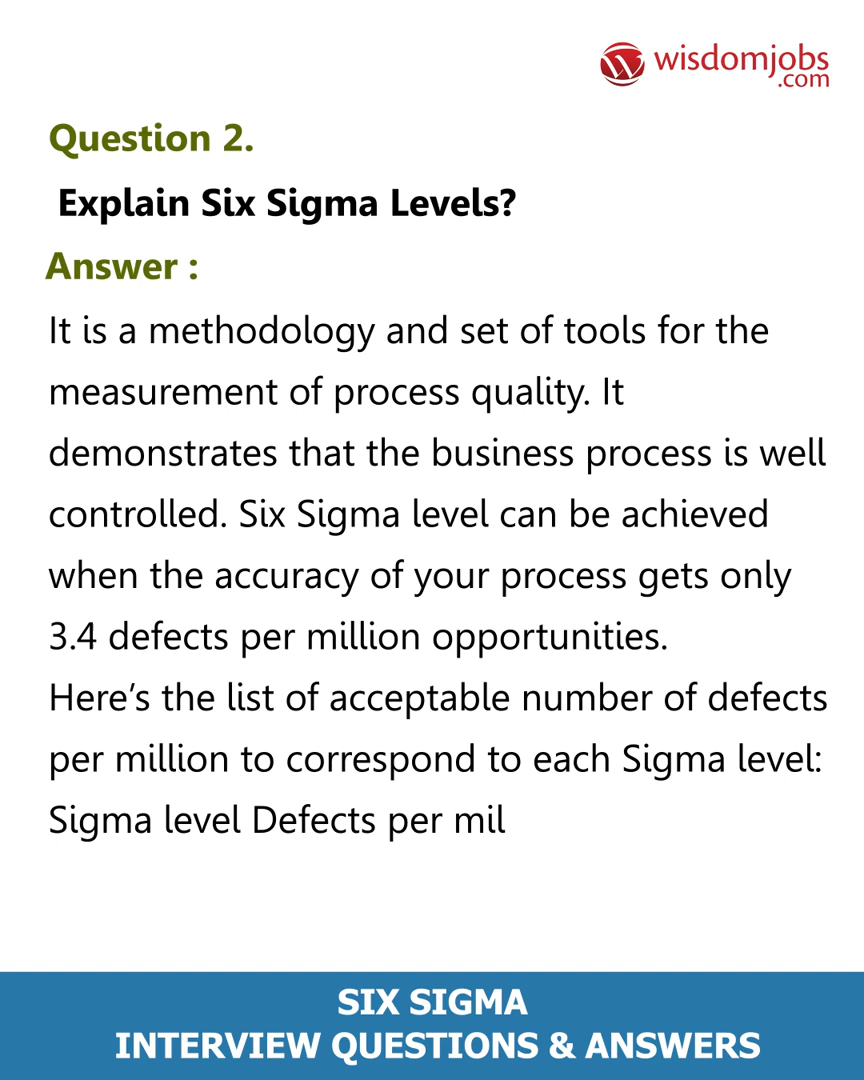 wisdomjobs
.com
Question 2.
Explain Six Sigma Levels?
Answer :
It is a methodology and set of tools for the
measurement of process quality. It
demonstrates that the business process is well
controlled. Six Sigma level can be achieved
when the accuracy of your process gets only
3.4 defects per million opportunities.
Here’s the list of acceptable number of defects
per million to correspond to each Sigma level:
Sigma level Defects per mil
SIX SIGMA
INTERVIEW QUESTIONS & ANSWERS